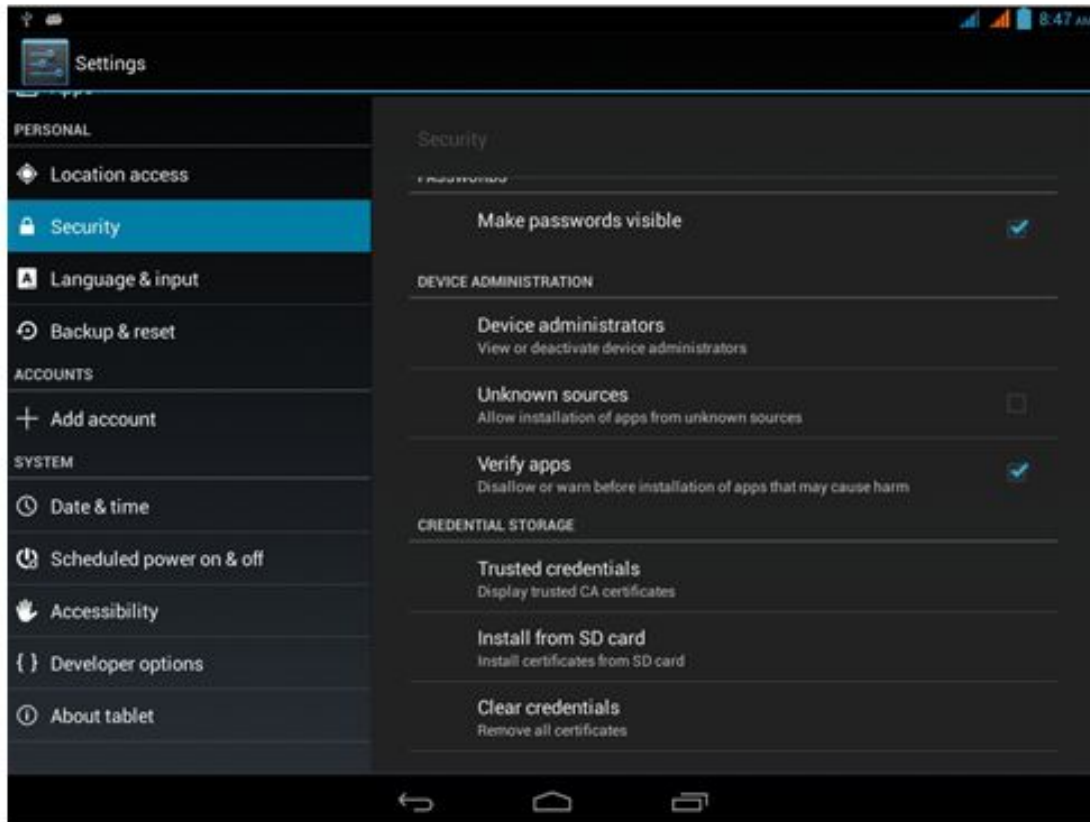 8:47 AM
Settings
Apps
PERSONAL
Location access
Security
Language & input
Backup & reset
ACCOUNTS
Add account
SYSTEM
Date & time
Scheduled power on & off
Accessibility
{ } Developer options
About tablet
Security
PASSWORDS
Make passwords visible
DEVICE ADMINISTRATION
Device administrators
View or deactivate device administrators
Unknown sources
Allow installation of apps from unknown sources
Verify apps
Disallow or warn before installation of apps that may cause harm
CREDENTIAL STORAGE
Trusted credentials
Display trusted CA certificates
Install from SD card
Install certificates from SD card
Clear credentials
Remove all certificates